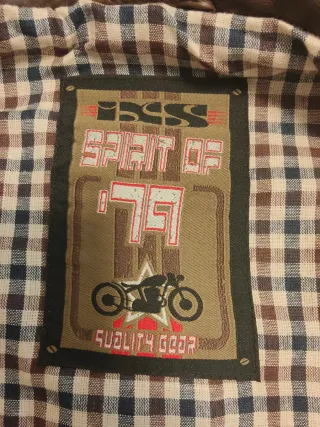 iXS
SPIRIT OF
'79
QUALITY GEAR